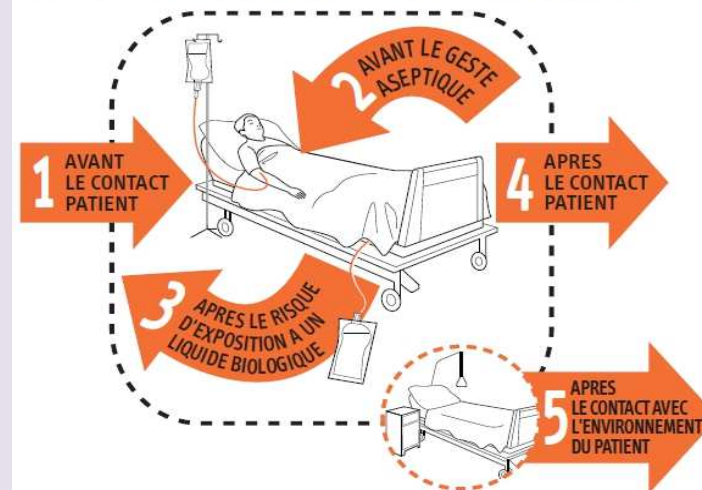 1 AVANT
LE CONTACT
PATIENT
2 AVANT LE GESTE
ASEPTIQUE
3 APRES LE RISQUE
D'EXPOSITION A UN
LIQUIDE BIOLOGIQUE
4 APRES
LE CONTACT
PATIENT
5 APRES
LE CONTACT AVEC
L'ENVIRONNEMENT
DU PATIENT